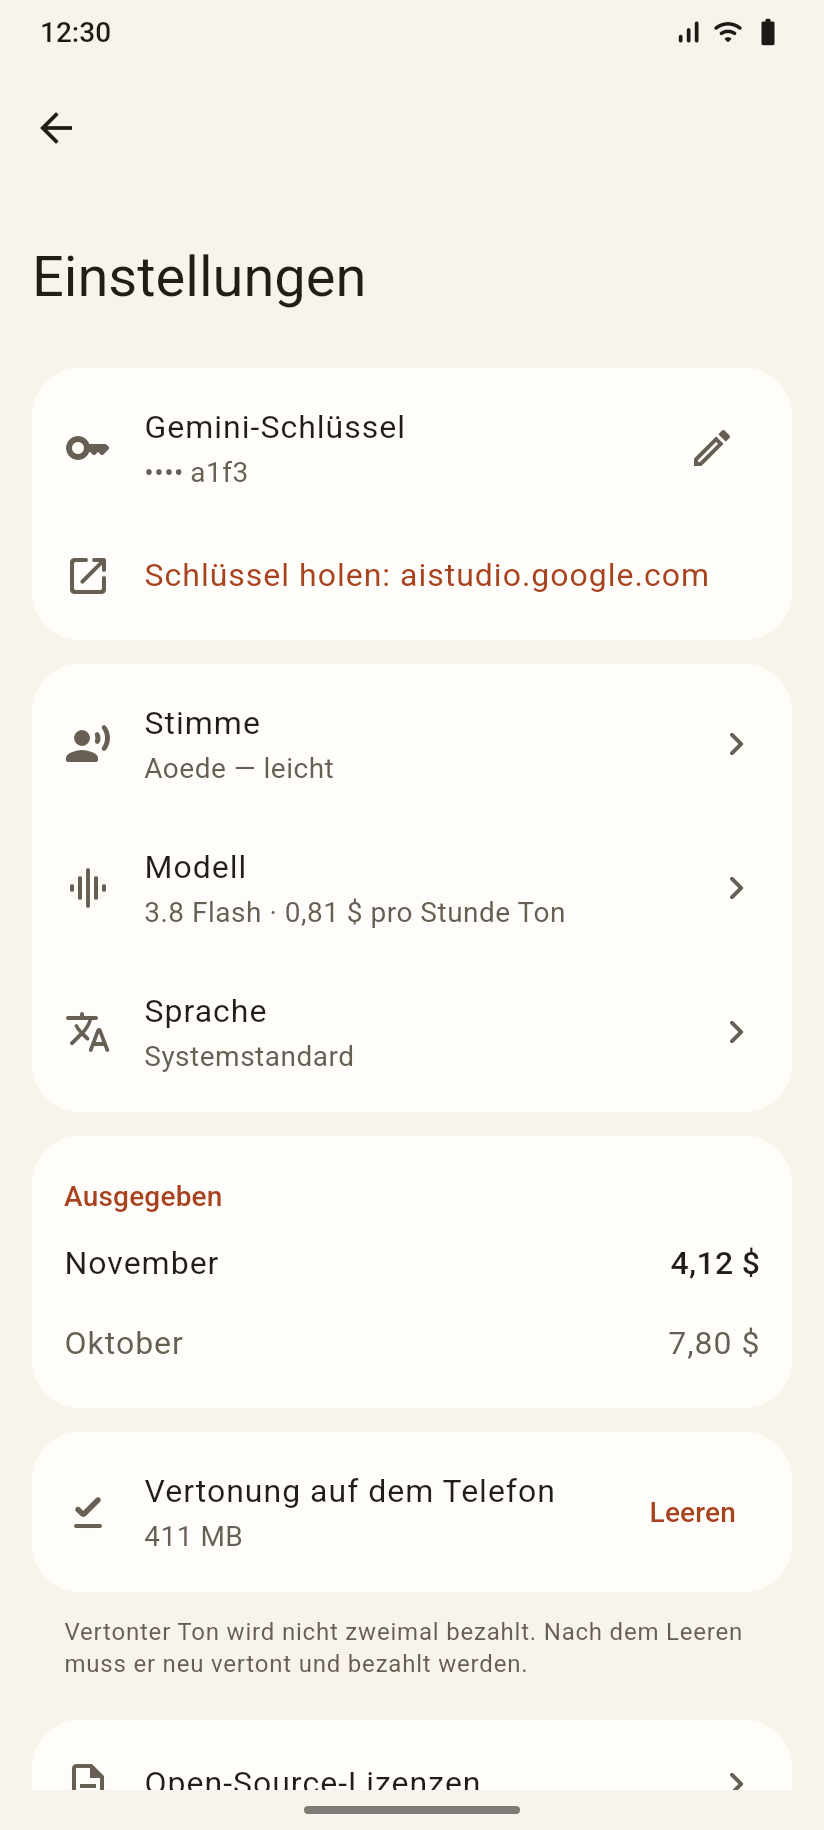 12:30
Einstellungen
Gemini-Schlüssel
•••• a1f3
Schlüssel holen: aistudio.google.com
Stimme
Aoede — leicht
Modell
3.8 Flash · 0,81 $ pro Stunde Ton
Sprache
Systemstandard
Ausgegeben
November 4,12 $
Oktober 7,80 $
Vertonung auf dem Telefon
411 MB
Leeren
Vertonter Ton wird nicht zweimal bezahlt. Nach dem Leeren
muss er neu vertont und bezahlt werden.
Open-Source-Lizenzen